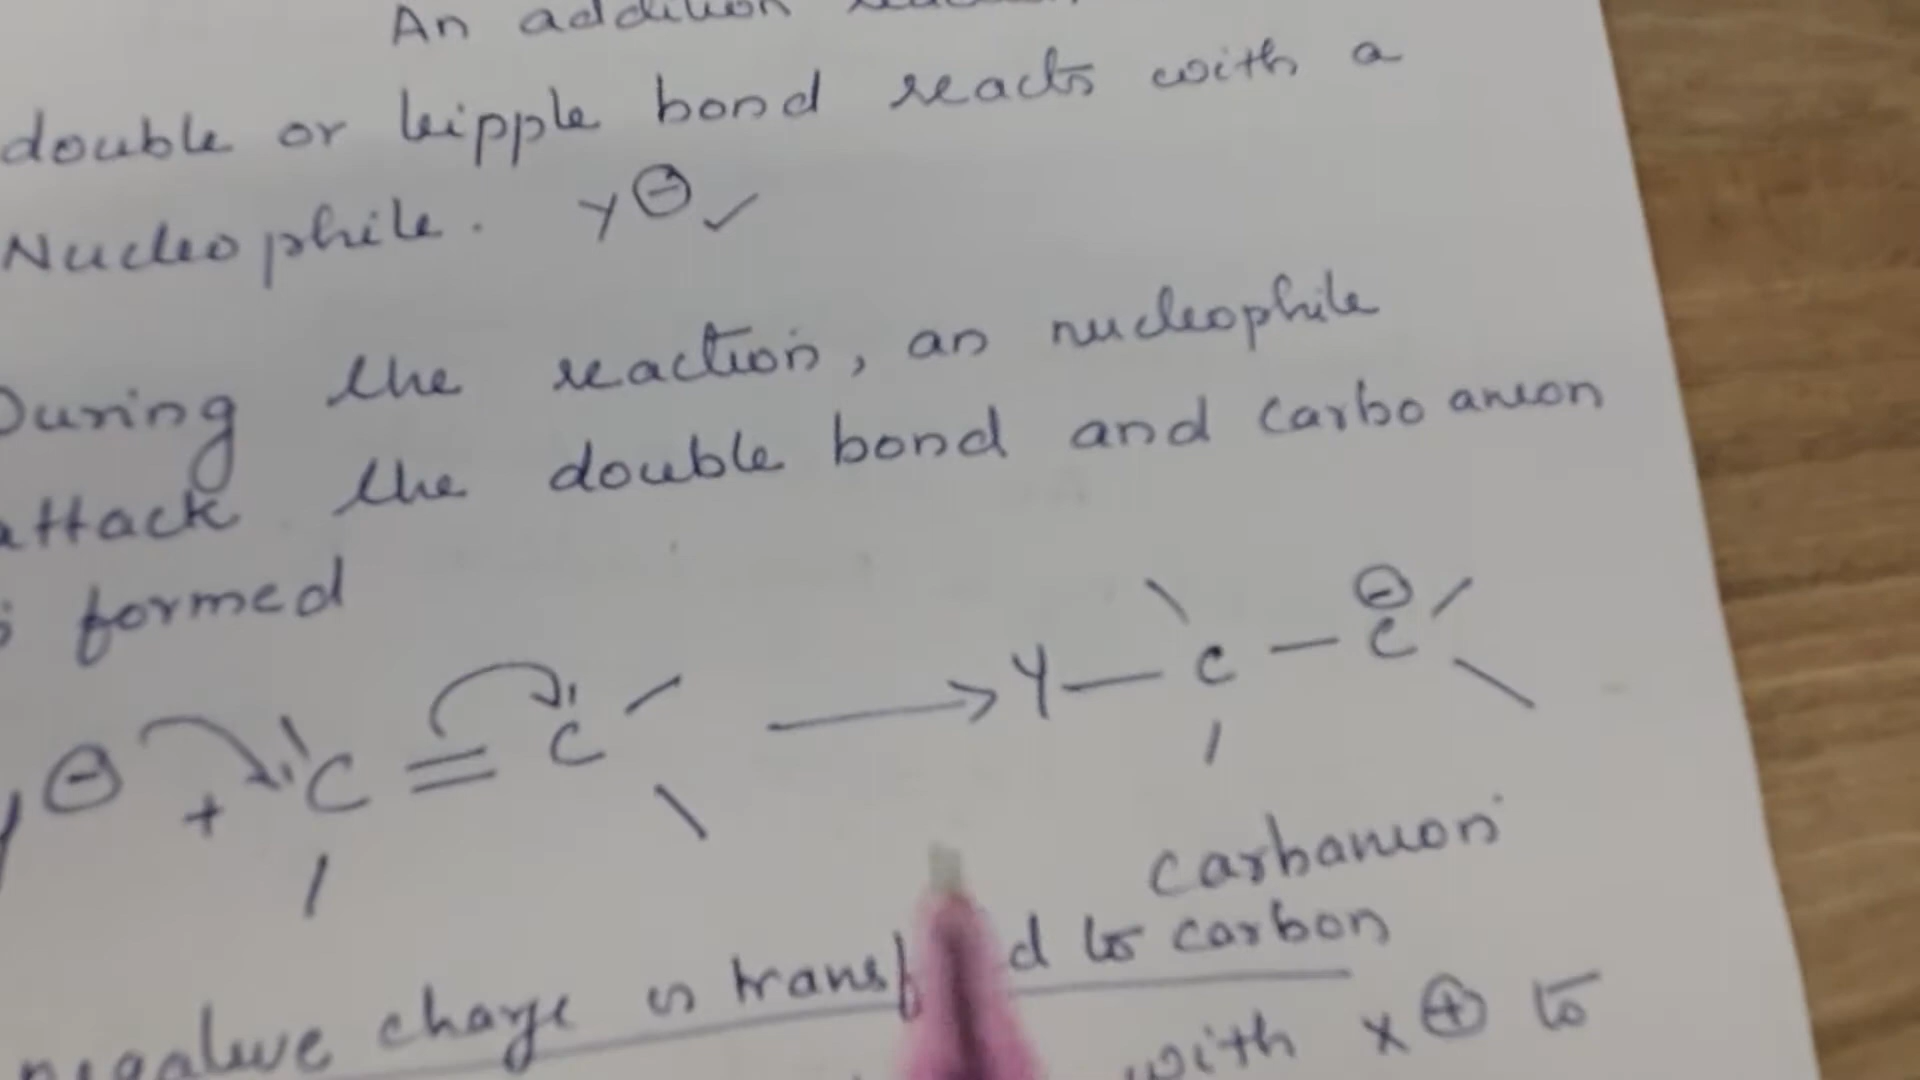 An addition
double or tripple bond reacts with a
Nucleophile. Y⊖ ✓
During the reaction, an nucleophile
attack the double bond and carbo anion
formed
Y⊖ + C = C → Y — C — C⊖
carbanion
negative charge is transf d to carbon
with x⊕ to